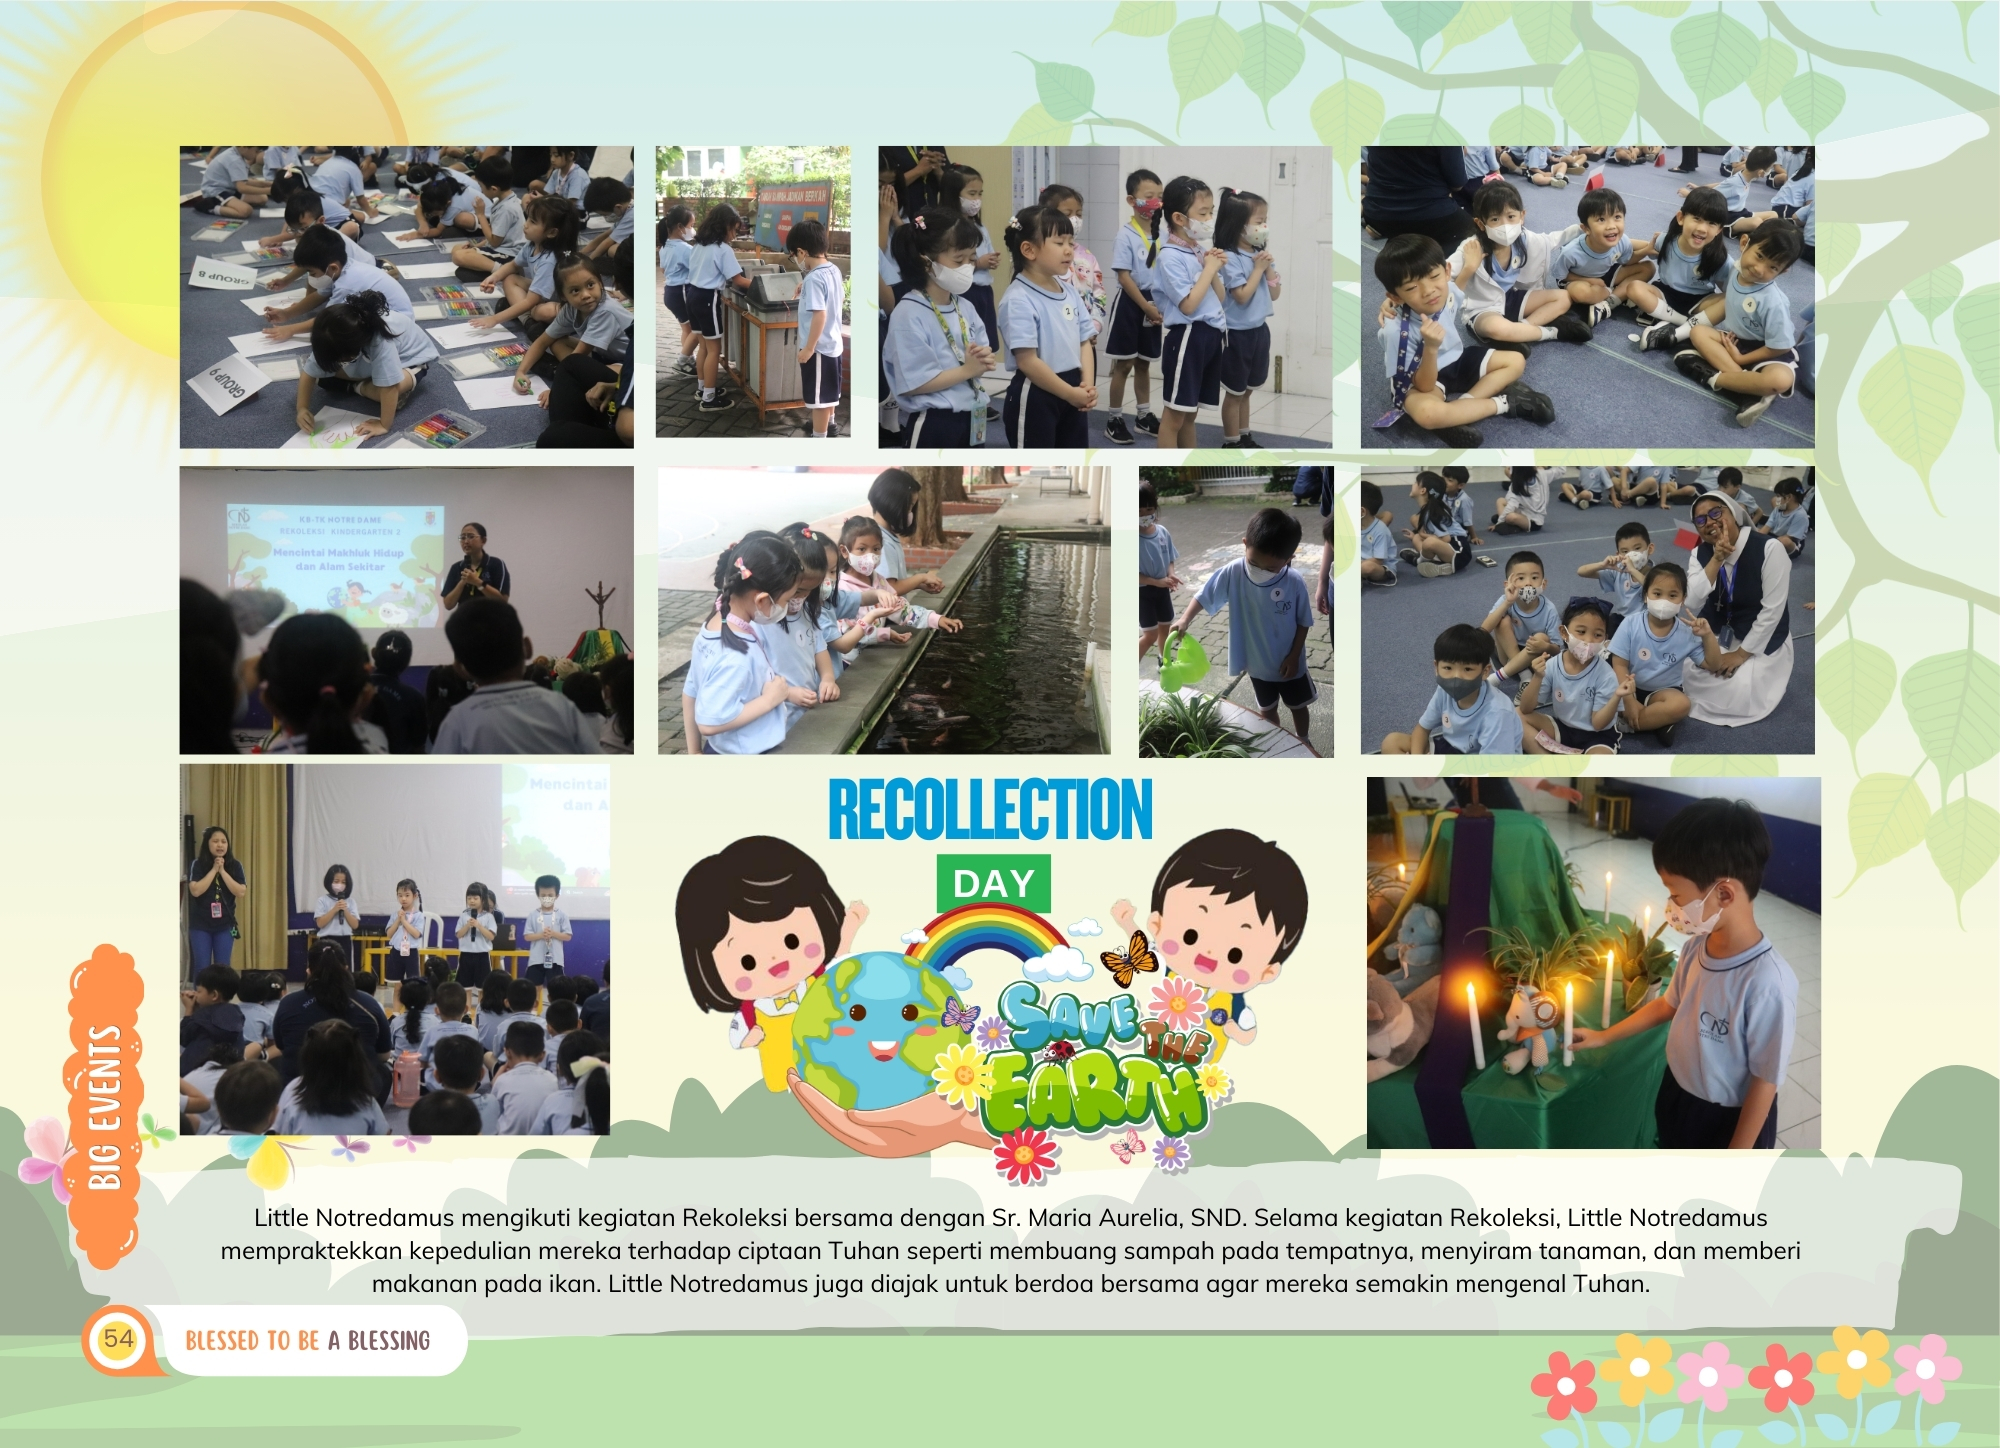 GROUP 8
GROUP 9
KB-TK NOTRE DAME
REKOLEKSI KINDERGARTEN 2
Mencintai Makhluk Hidup
dan Alam Sekitar
Mencintai
dan A
RECOLLECTION
DAY
SAVE
THE
EARTH
BIG EVENTS
Little Notredamus mengikuti kegiatan Rekoleksi bersama dengan Sr. Maria Aurelia, SND. Selama kegiatan Rekoleksi, Little Notredamus
mempraktekkan kepedulian mereka terhadap ciptaan Tuhan seperti membuang sampah pada tempatnya, menyiram tanaman, dan memberi
makanan pada ikan. Little Notredamus juga diajak untuk berdoa bersama agar mereka semakin mengenal Tuhan.
54
BLESSED TO BE A BLESSING